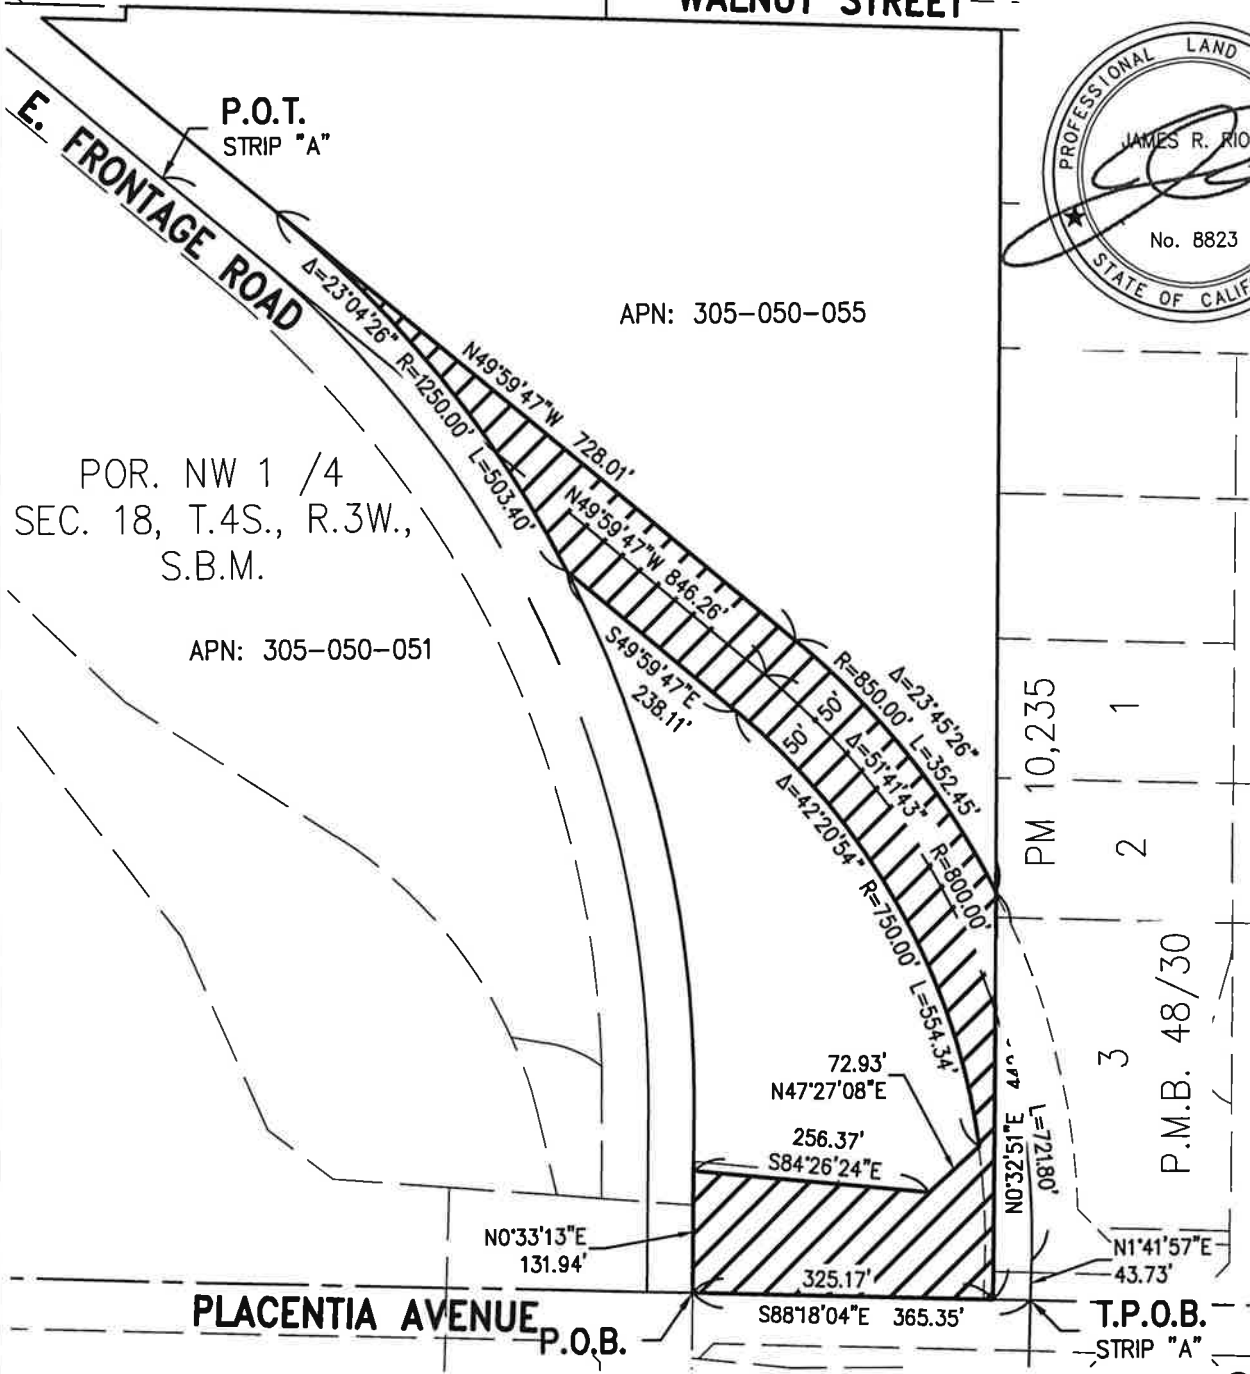 WALNUT STREET
P.O.T.
STRIP "A"
E. FRONTAGE ROAD
PROFESSIONAL LAND
JAMES R. RIO
No. 8823
STATE OF CALIF
APN: 305-050-055
Δ=23°04'26" R=1250.00' L=503.40'
N49°59'47"W 728.01'
N49°59'47"W 846.26'
POR. NW 1 /4
SEC. 18, T.4S., R.3W.,
S.B.M.
APN: 305-050-051
S49°59'47"E
238.11'
Δ=23°45'26"
R=850.00' L=352.45'
50'
50'
Δ=51°41'43"
R=800.00'
Δ=42°20'54" R=750.00' L=554.34'
PM 10,235
1
2
3
P.M.B. 48/30
72.93'
N47°27'08"E
256.37'
S84°26'24"E
N0°32'51"E
L=721.80'
N0°33'13"E
131.94'
N1°41'57"E
43.73'
325.17'
S88°18'04"E 365.35'
PLACENTIA AVENUE
P.O.B.
T.P.O.B.
STRIP "A"